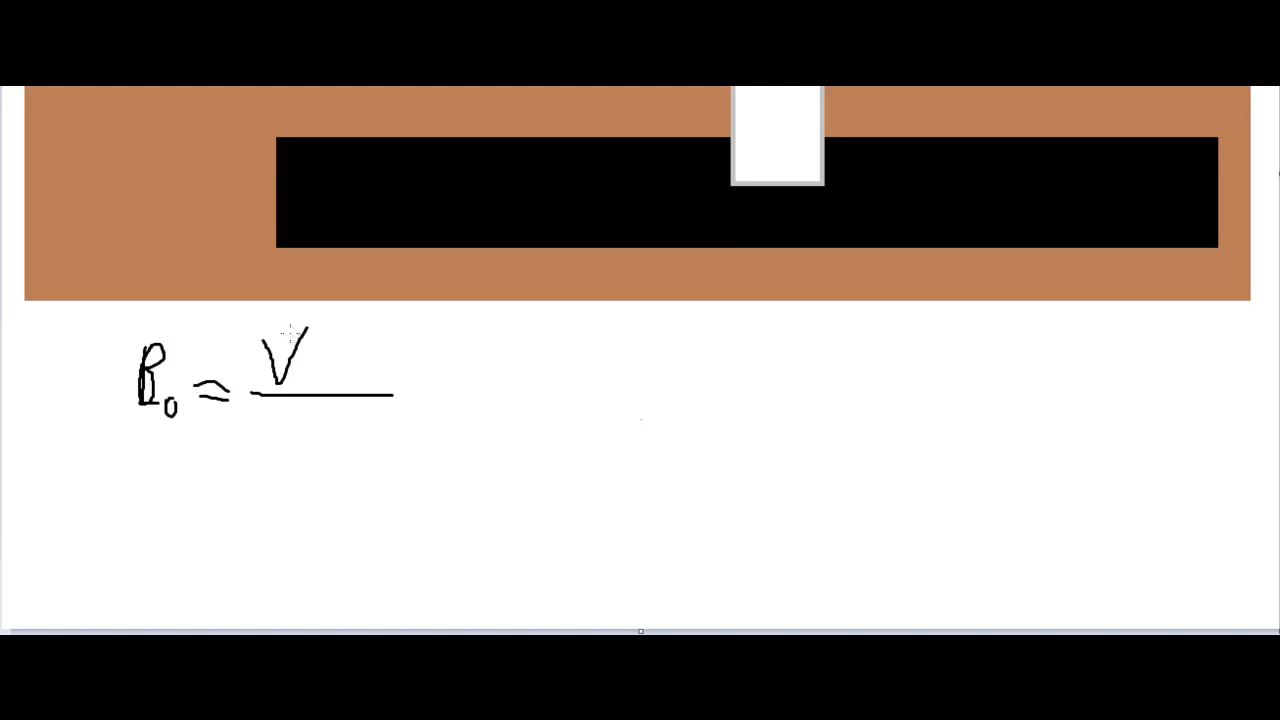 R₀ = V